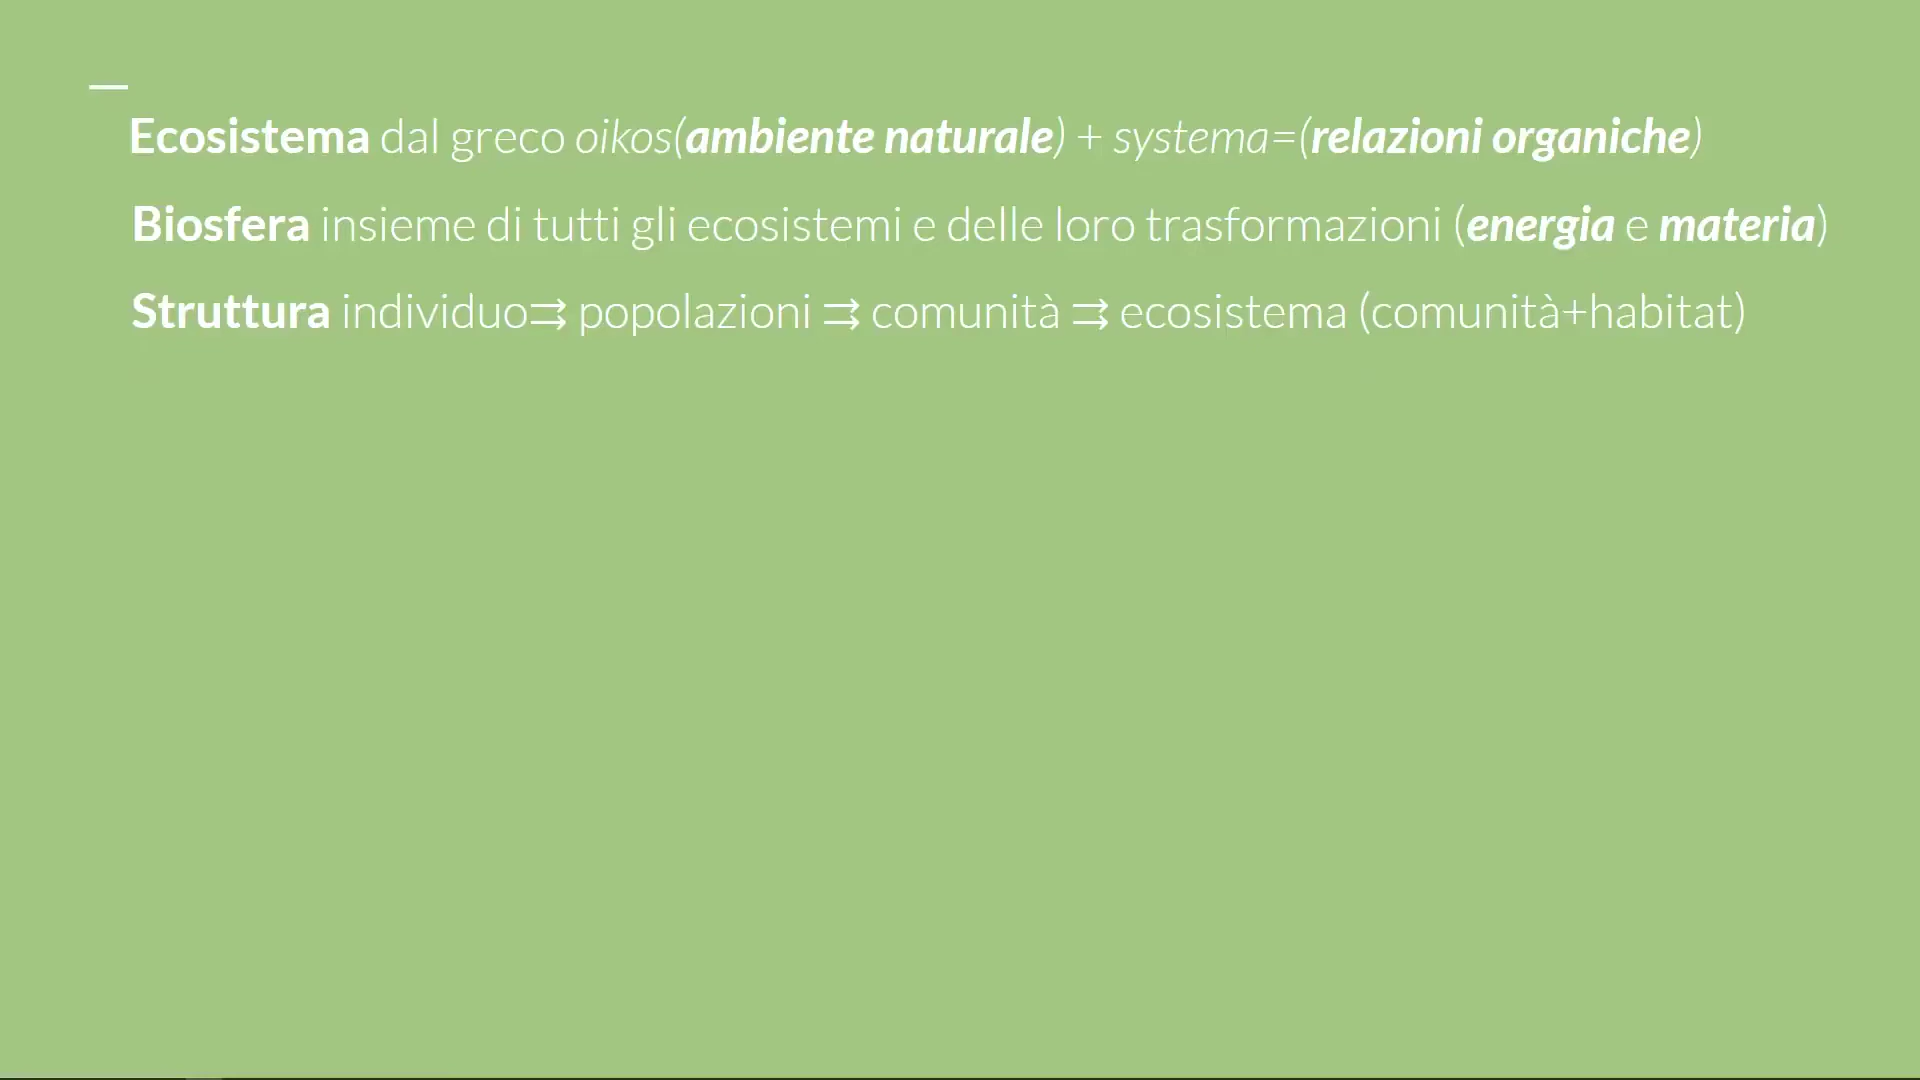 Ecosistema dal greco oikos(ambiente naturale) + systema=(relazioni organiche)
Biosfera insieme di tutti gli ecosistemi e delle loro trasformazioni (energia e materia)
Struttura individuo⇉ popolazioni ⇉ comunità ⇉ ecosistema (comunità+habitat)